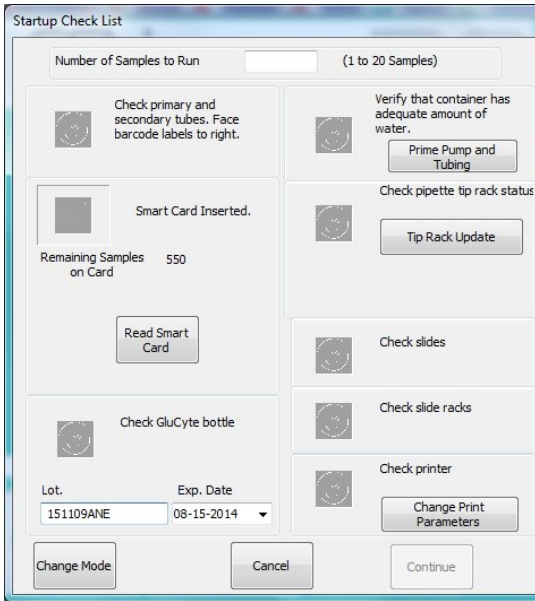 Startup Check List
Number of Samples to Run (1 to 20 Samples)
Check primary and
secondary tubes. Face
barcode labels to right.
Verify that container has
adequate amount of
water.
Prime Pump and
Tubing
Smart Card Inserted.
Remaining Samples
on Card
550
Read Smart
Card
Check pipette tip rack status
Tip Rack Update
Check slides
Check slide racks
Check GluCyte bottle
Lot. Exp. Date
151109ANE 08-15-2014
Check printer
Change Print
Parameters
Change Mode Cancel Continue